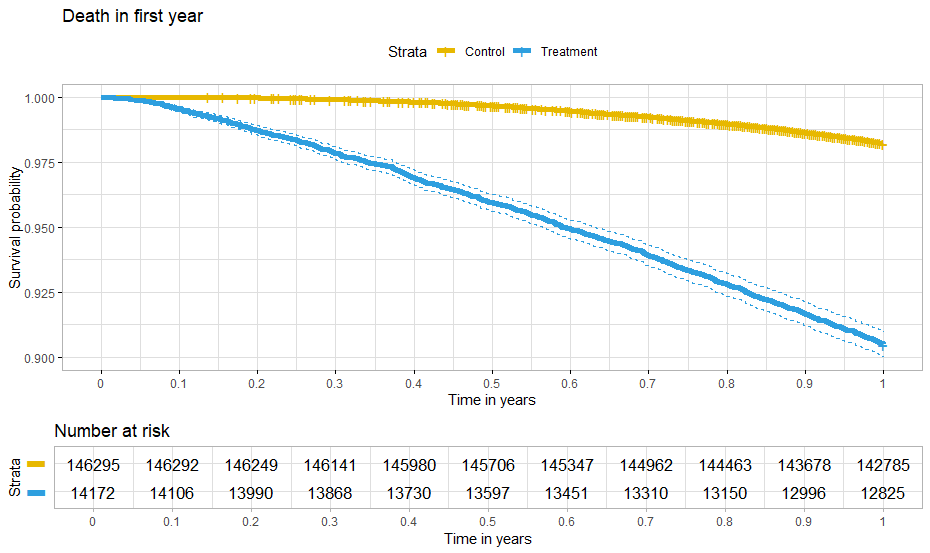 Death in first year
Strata Control Treatment
1.000
0.975
0.950
0.925
0.900
Survival probability
0 0.1 0.2 0.3 0.4 0.5 0.6 0.7 0.8 0.9 1
Time in years
Number at risk
Strata
146295 146292 146249 146141 145980 145706 145347 144962 144463 143678 142785
14172 14106 13990 13868 13730 13597 13451 13310 13150 12996 12825
0 0.1 0.2 0.3 0.4 0.5 0.6 0.7 0.8 0.9 1
Time in years